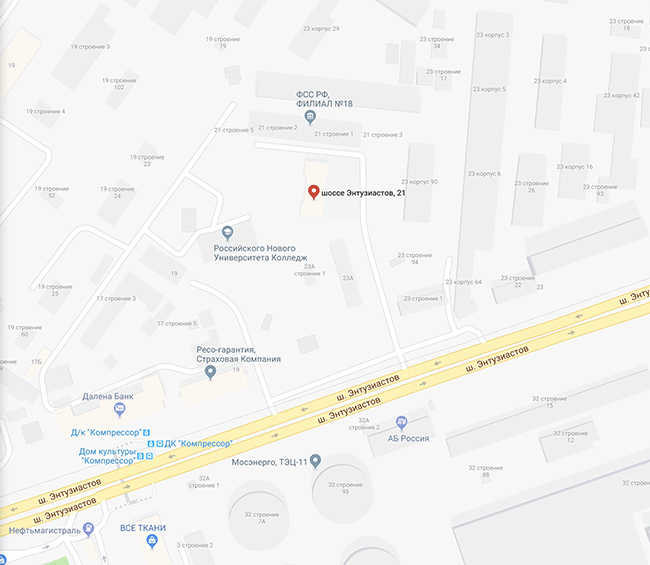 19 строение 3
19 строение
79
19
19 строение
102
19 строение 4
23 строение
18
23 корпус 3
23 строение
34
23 строение
17
23 корпус 4
23 корпус 5
23 корпус 42
ФСС РФ,
ФИЛИАЛ №18
21 строение 5
21 строение 2
21 строение 1
21 строение 3
19 строение
23
19 строение
52
шоссе Энтузиастов, 21
23 корпус 90
23 корпус 6
23 строение
26
23 корпус 16
23 строение
93
Российского Нового
Университета Колледж
23А
строение 1
23А
23 строение
94
23 корпус 64
23 строение 1
23 строение
22
23
19 строение
25
17 строение 3
19
19 строение
60
17 строение 5
17Б
Ресо-гарантия,
Страховая Компания
19
ш. Энтузиастов
ш. Энтузиастов
ш. Энтузиастов
ш. Энтузиастов
Далена Банк
Д/к "Компрессор"
ДК "Компрессор"
Дом культуры
"Компрессор"
32А
строение 2
АБ Россия
32 строение
15
32 строение
12
32 строение
88
Мосэнерго, ТЭЦ-11
32А
строение 1
32 строение
93
32 строение
7А
ш. Энтузиастов
ш. Энтузиастов
Нефтьмагистраль
ВСЕ ТКАНИ
3 строение 2
32 строение